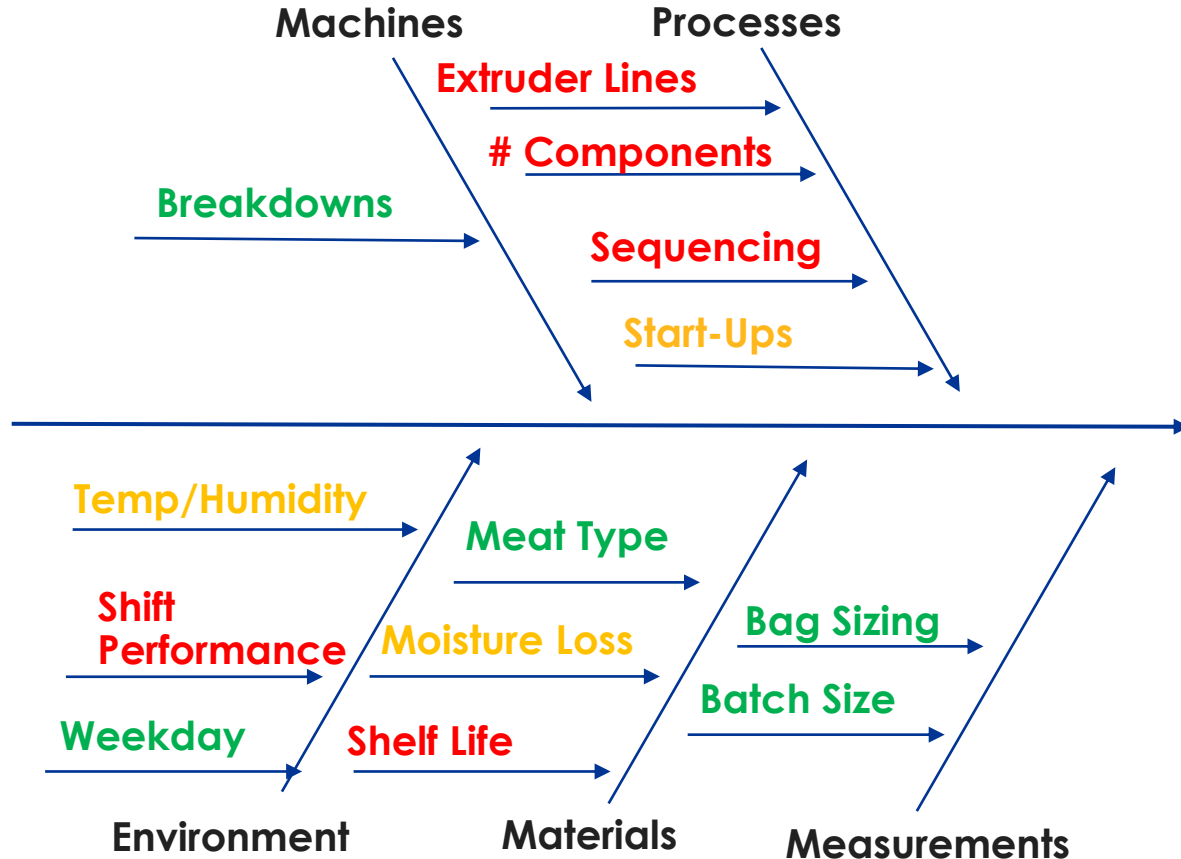 Machines
Processes
Extruder Lines
# Components
Breakdowns
Sequencing
Start-Ups
Temp/Humidity
Meat Type
Shift
Performance
Moisture Loss
Bag Sizing
Batch Size
Weekday
Shelf Life
Environment
Materials
Measurements